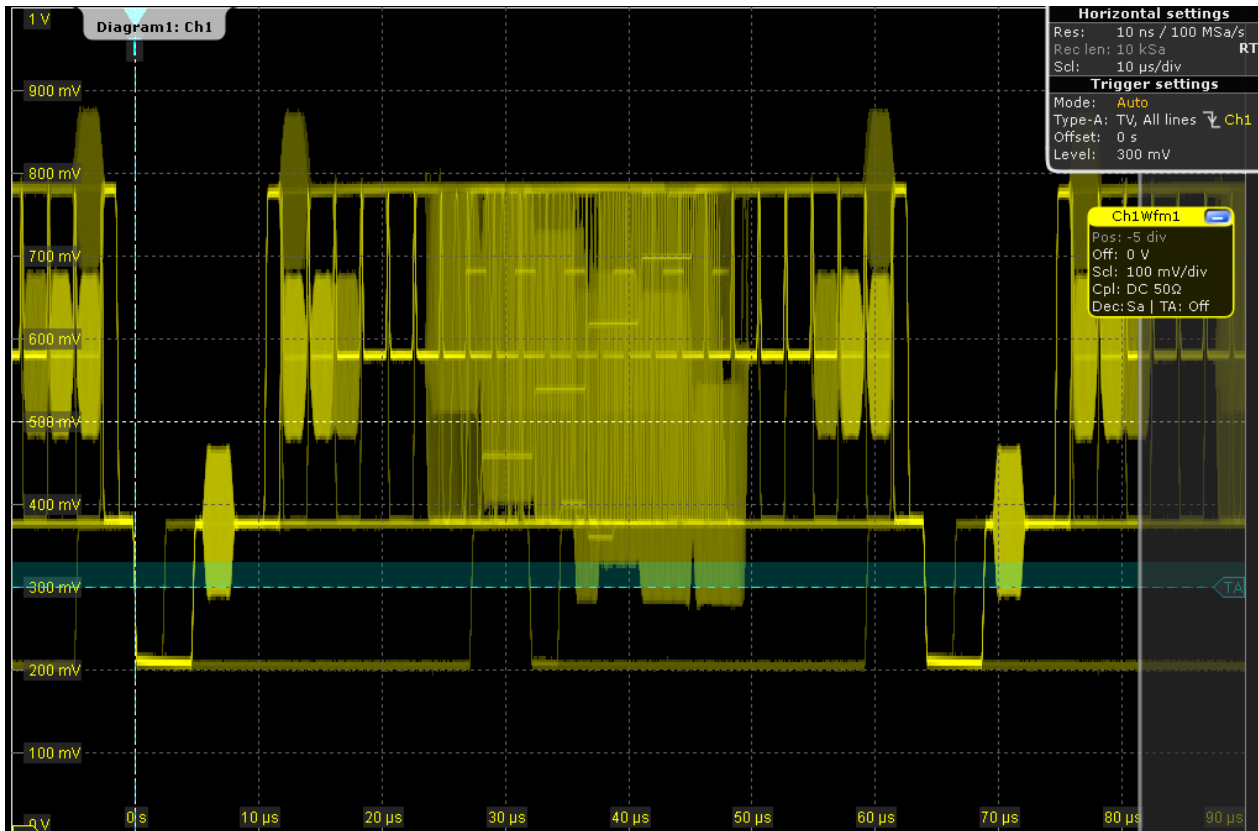 1 V
Diagram1: Ch1
900 mV
800 mV
700 mV
600 mV
500 mV
400 mV
300 mV
200 mV
100 mV
0 V
0 s
10 µs
20 µs
30 µs
40 µs
50 µs
60 µs
70 µs
80 µs
90 µs
Horizontal settings
Res: 10 ns / 100 MSa/s
Rec len: 10 kSa RT
Scl: 10 µs/div
Trigger settings
Mode: Auto
Type-A: TV, All lines Ch1
Offset: 0 s
Level: 300 mV
Ch1Wfm1
Pos: -5 div
Off: 0 V
Scl: 100 mV/div
Cpl: DC 50Ω
Dec: Sa | TA: Off
TA